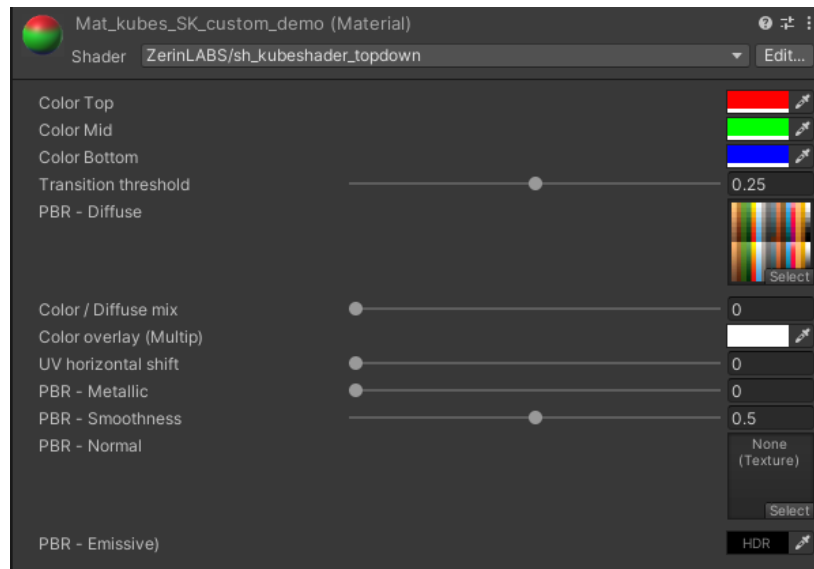 Mat_kubes_SK_custom_demo (Material)
Shader ZerinLABS/sh_kubeshader_topdown Edit...
Color Top
Color Mid
Color Bottom
Transition threshold 0.25
PBR - Diffuse
Select
Color / Diffuse mix 0
Color overlay (Multip)
UV horizontal shift 0
PBR - Metallic 0
PBR - Smoothness 0.5
PBR - Normal None
(Texture)
Select
PBR - Emissive) HDR